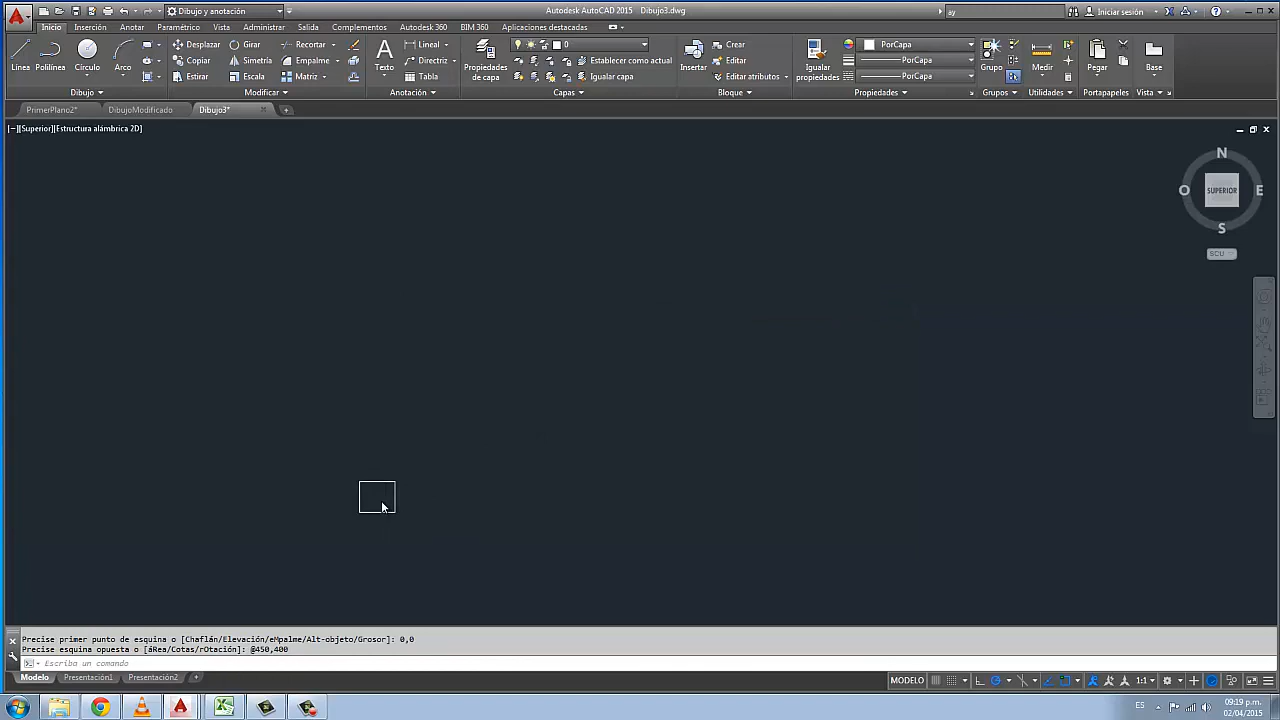 Dibujo y anotación
Autodesk AutoCAD 2015 Dibujo3.dwg
ay
Iniciar sesión
Inicio Inserción Anotar Paramétrico Vista Administrar Salida Complementos Autodesk 360 BIM 360 Aplicaciones destacadas
Línea Polilínea Círculo Arco
Desplazar Girar Recortar
Copiar Simetría Empalme
Estirar Escala Matriz
Texto
Lineal
Directriz
Tabla
Propiedades de capa
0
Establecer como actual
Igualar capa
Insertar
Crear
Editar
Editar atributos
Igualar propiedades
PorCapa
PorCapa
PorCapa
Grupo
Medir
Pegar
Base
Dibujo Modificar Anotación Capas Bloque Propiedades Grupos Utilidades Portapapeles Vista
PrimerPlano2* DibujoModificado Dibujo3*
[−][Superior][Estructura alámbrica 2D]
N
O SUPERIOR E
S
SCU
Precise primer punto de esquina o [Chaflán/Elevación/eMpalme/Alt-objeto/Grosor]: 0,0
Precise esquina opuesta o [áRea/Cotas/rOtación]: @450,400
Escriba un comando
Modelo Presentación1 Presentación2 +
MODELO 1:1
ES
09:19 p.m.
02/04/2015